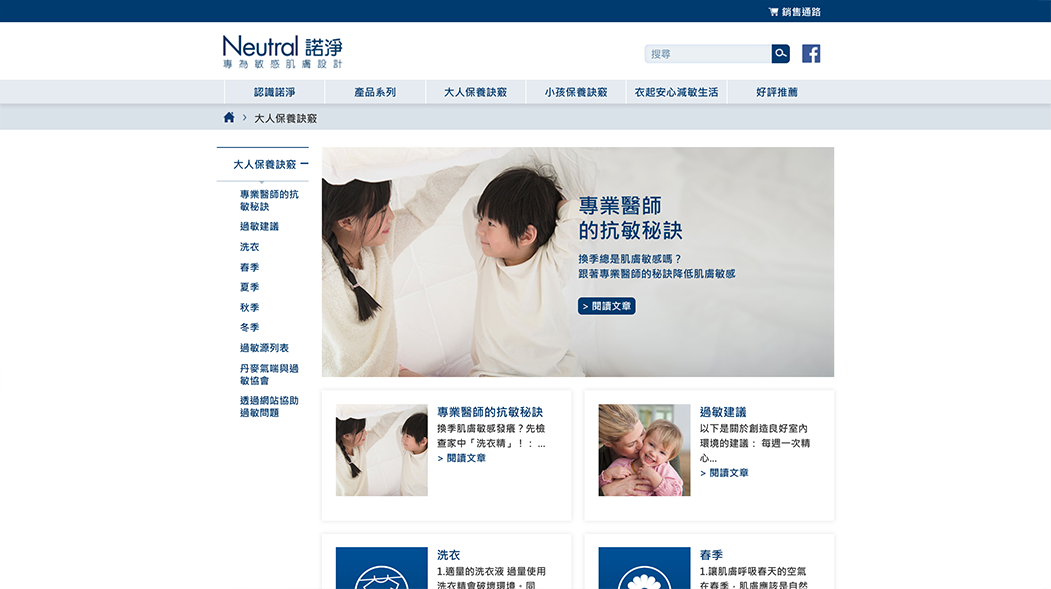 銷售通路
Neutral 諾淨
專為敏感肌膚設計
搜尋
認識諾淨
產品系列
大人保養訣竅
小孩保養訣竅
衣起安心減敏生活
好評推薦
大人保養訣竅
大人保養訣竅
專業醫師的抗
敏秘訣
過敏建議
洗衣
春季
夏季
秋季
冬季
過敏源列表
丹麥氣喘與過
敏協會
透過網站協助
過敏問題
專業醫師
的抗敏秘訣
換季總是肌膚敏感嗎？
跟著專業醫師的秘訣降低肌膚敏感
> 閱讀文章
專業醫師的抗敏秘訣
換季肌膚敏感發癢？先檢
查家中「洗衣精」！： ...
> 閱讀文章
過敏建議
以下是關於創造良好室內
環境的建議： 每週一次精
心...
> 閱讀文章
洗衣
1.適量的洗衣液 過量使用
洗衣精會破壞環境。同
春季
1.讓肌膚呼吸春天的空氣
在春季，肌膚應該是自然